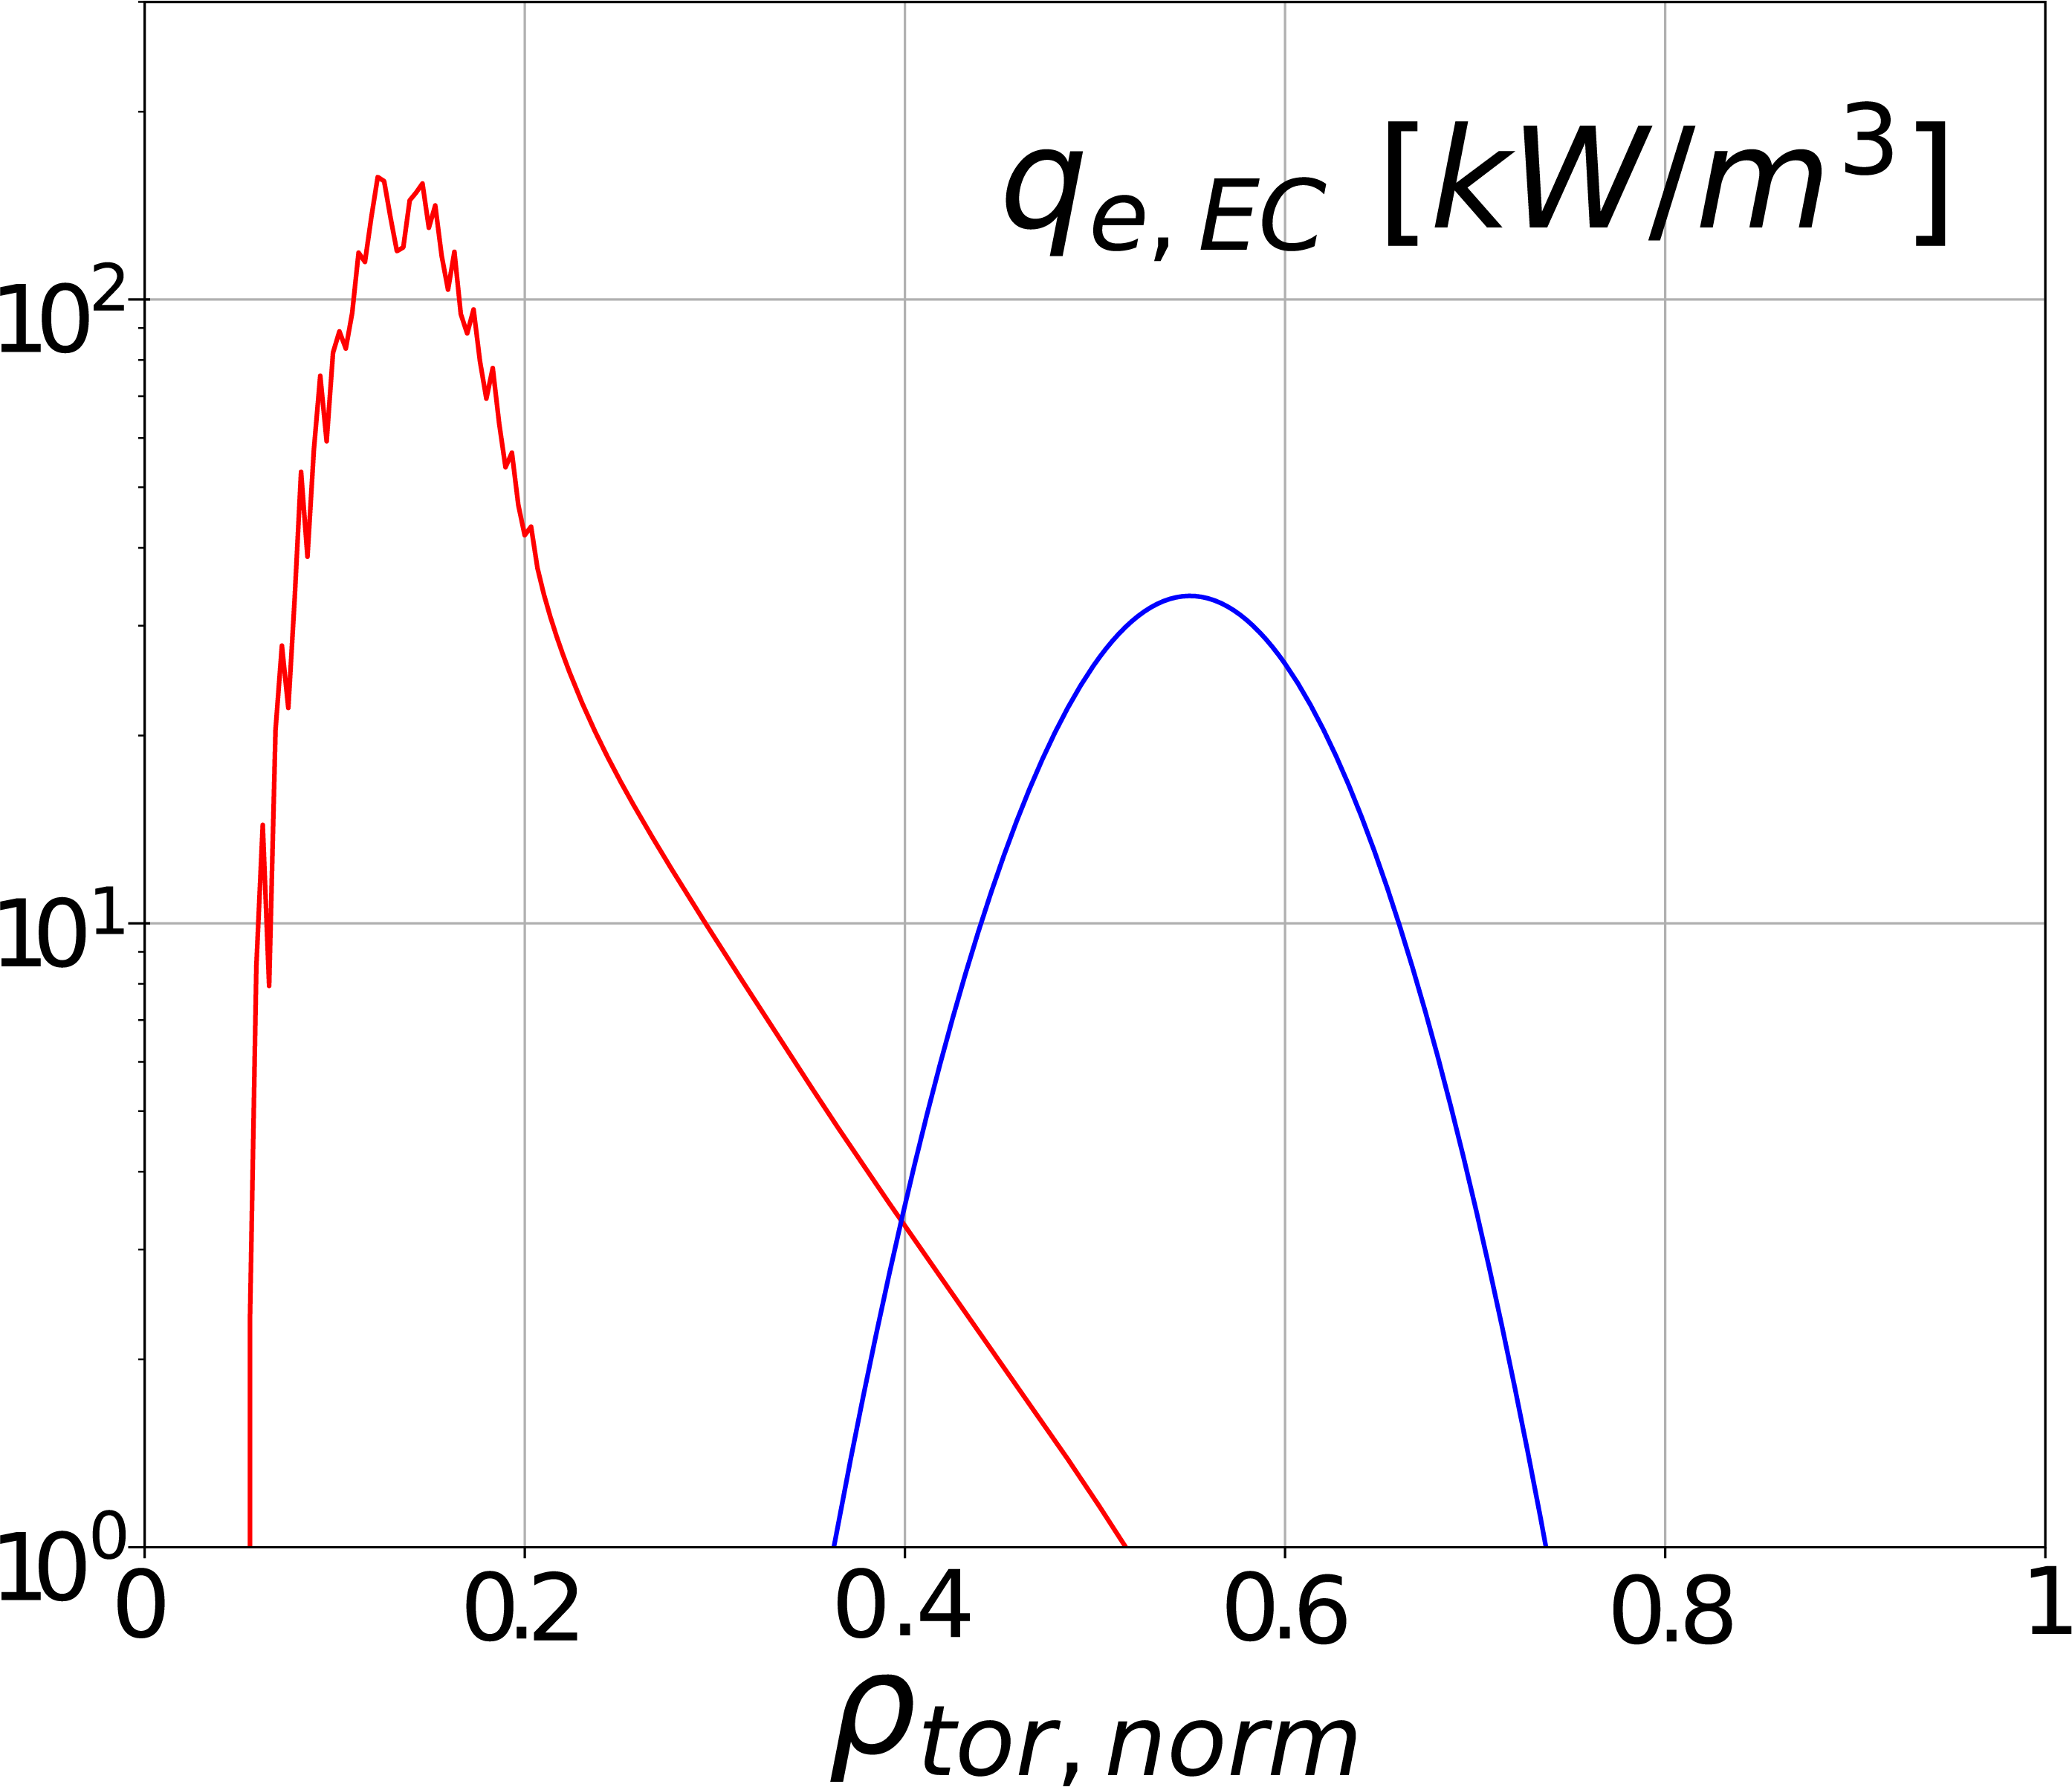 q_{e,EC} [kW/m^3]
10^2
10^1
10^0
0 0.2 0.4 0.6 0.8 1
ρ_{tor,norm}